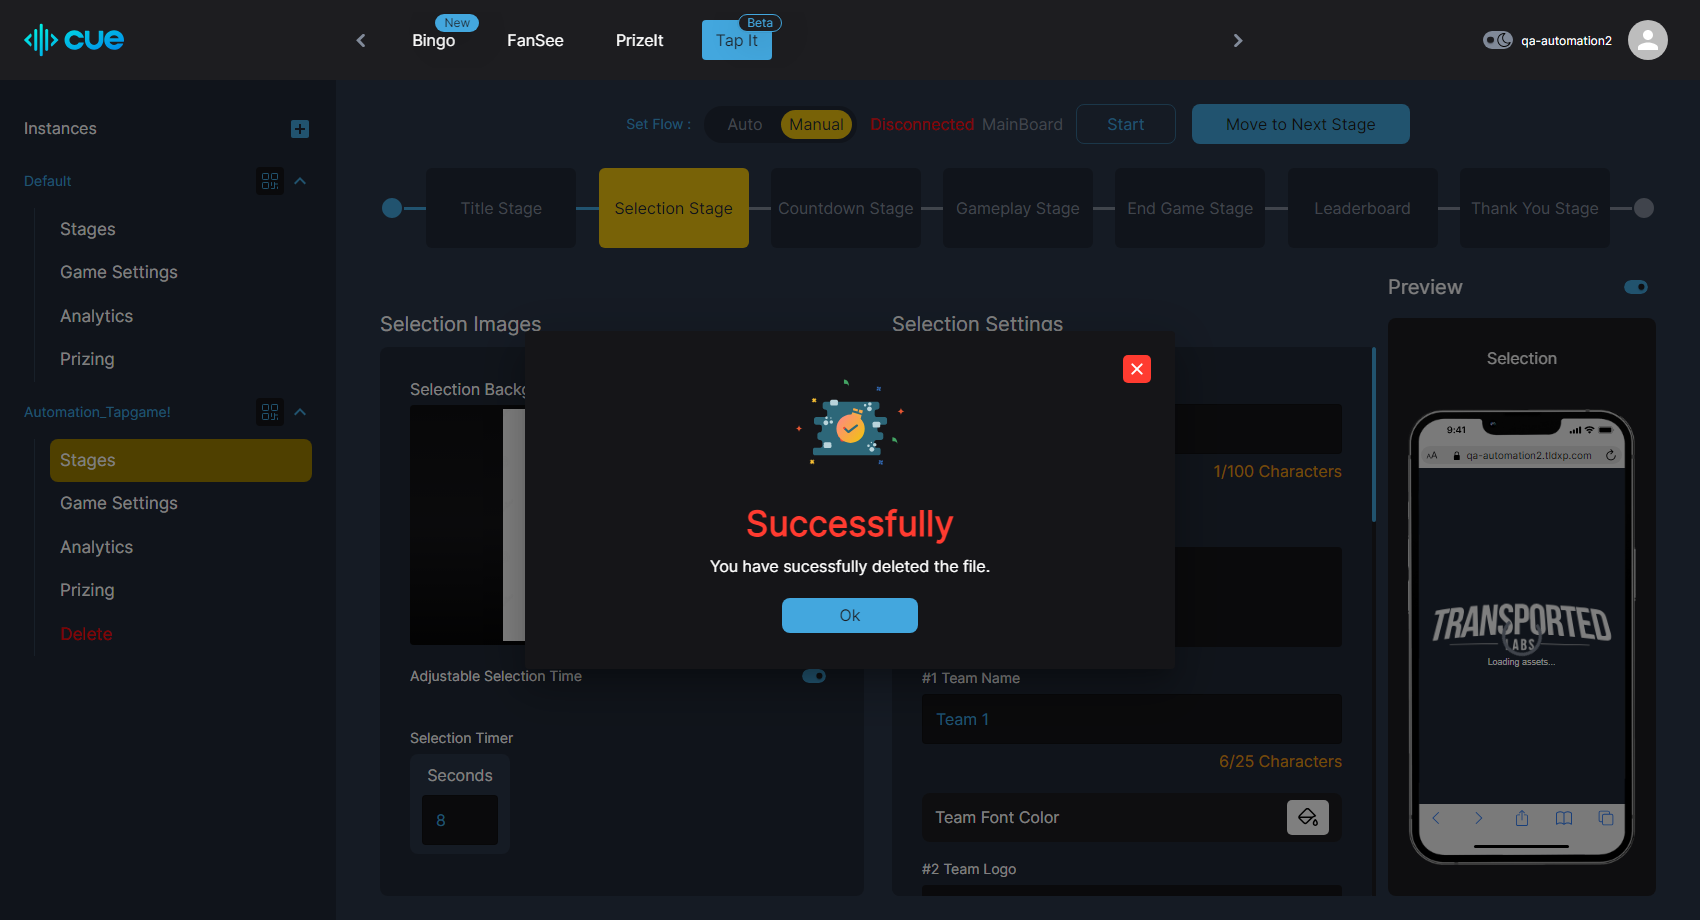 cue
New
Bingo
FanSee
PrizeIt
Beta
Tap It
qa-automation2
Instances
Default
Stages
Game Settings
Analytics
Prizing
Automation_Tapgame!
Stages
Game Settings
Analytics
Prizing
Delete
Set Flow :
Auto
Manual
Disconnected MainBoard
Start
Move to Next Stage
Title Stage
Selection Stage
Countdown Stage
Gameplay Stage
End Game Stage
Leaderboard
Thank You Stage
Selection Images
Selection Backg
Adjustable Selection Time
Selection Timer
Seconds
8
Successfully
You have sucessfully deleted the file.
Ok
Selection Settings
1/100 Characters
#1 Team Name
Team 1
6/25 Characters
Team Font Color
#2 Team Logo
Preview
Selection
9:41
AA
qa-automation2.tldxp.com
TRANSPORTED
LABS
Loading assets...